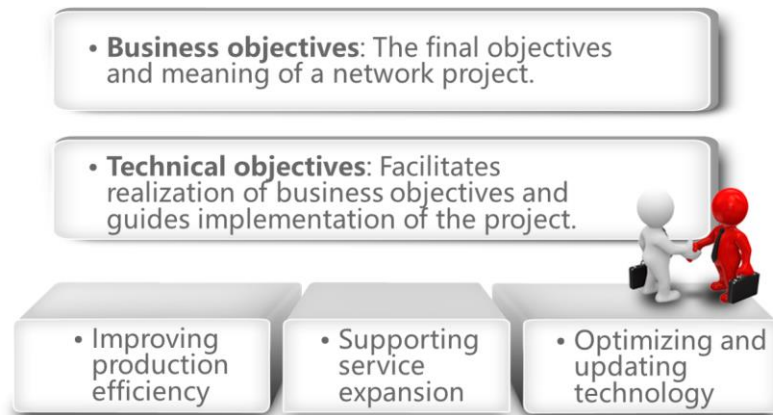 • Business objectives: The final objectives
and meaning of a network project.
• Technical objectives: Facilitates
realization of business objectives and
guides implementation of the project.
• Improving
production
efficiency
• Supporting
service
expansion
• Optimizing and
updating
technology